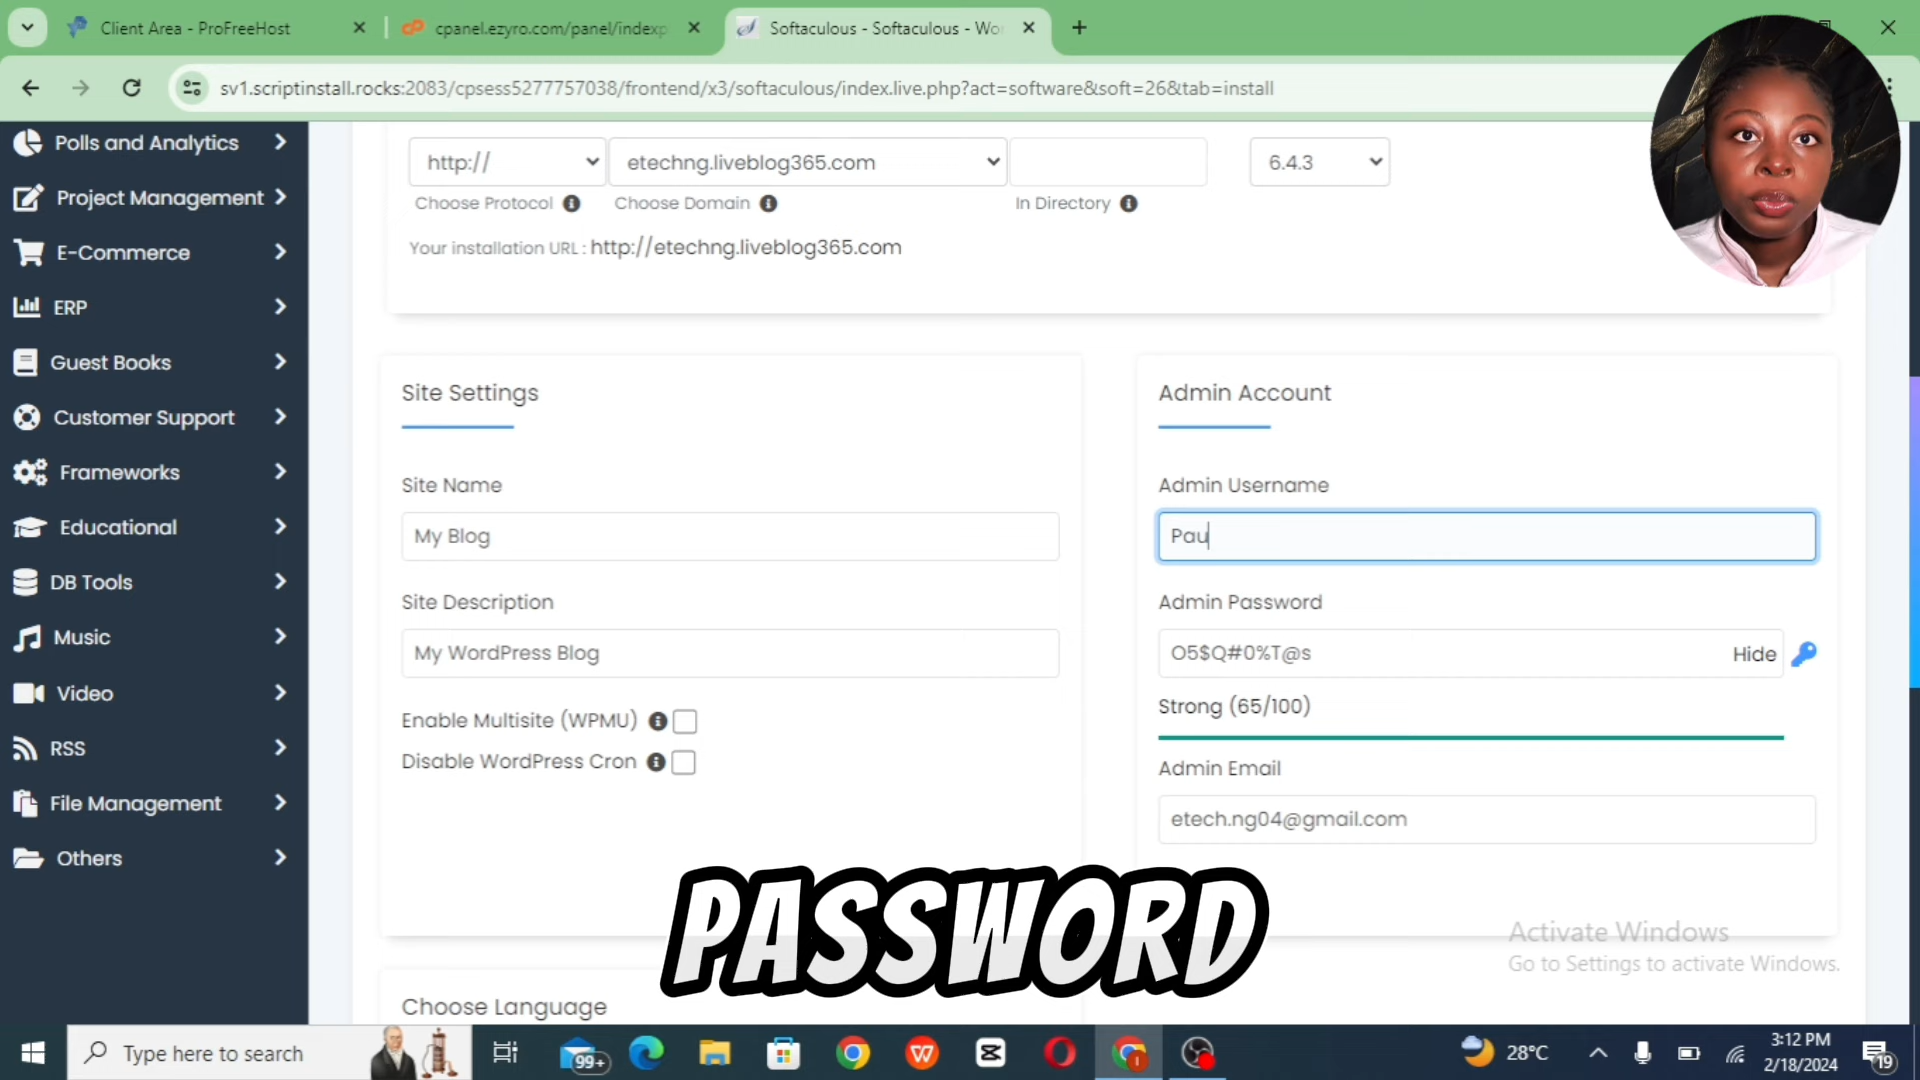 Client Area - ProFreeHost
cpanel.ezyro.com/panel/indexp
Softaculous - Softaculous - Wor
sv1.scriptinstall.rocks:2083/cpsess5277757038/frontend/x3/softaculous/index.live.php?act=software&soft=26&tab=install
Polls and Analytics
Project Management
E-Commerce
ERP
Guest Books
Customer Support
Frameworks
Educational
DB Tools
Music
Video
RSS
File Management
Others
http://
etechng.liveblog365.com
6.4.3
Choose Protocol
Choose Domain
In Directory
Your installation URL : http://etechng.liveblog365.com
Site Settings
Site Name
My Blog
Site Description
My WordPress Blog
Enable Multisite (WPMU)
Disable WordPress Cron
Admin Account
Admin Username
Pau
Admin Password
O5$Q#0%T@s
Hide
Strong (65/100)
Admin Email
etech.ng04@gmail.com
PASSWORD
Activate Windows
Go to Settings to activate Windows.
Choose Language
Type here to search
99+
28°C
3:12 PM
2/18/2024
19